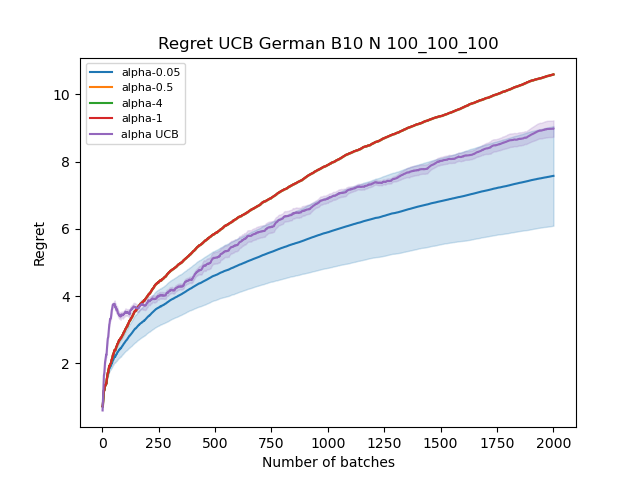 Regret UCB German B10 N 100_100_100
alpha-0.05
alpha-0.5
alpha-4
alpha-1
alpha UCB
10
8
6
4
2
Regret
0 250 500 750 1000 1250 1500 1750 2000
Number of batches